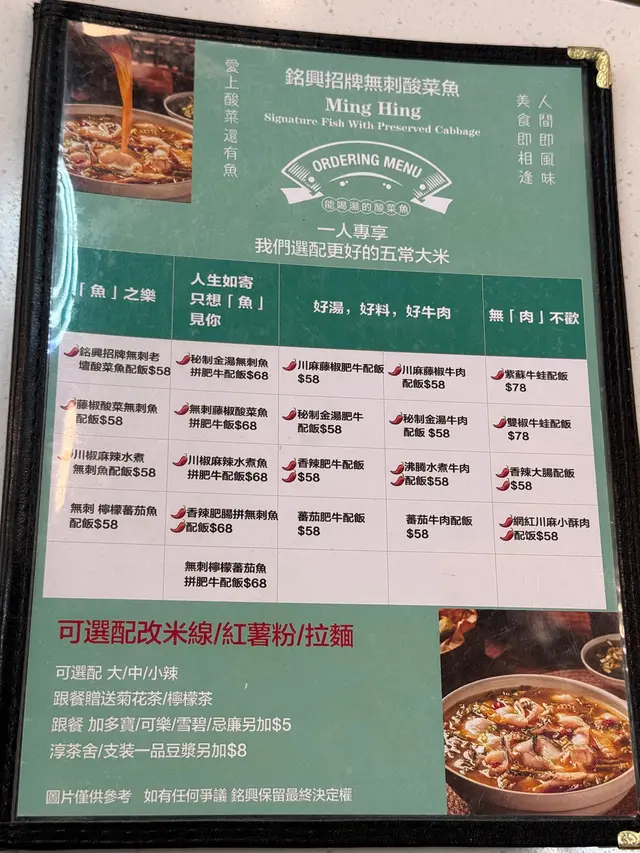 愛上酸菜還有魚
銘興招牌無刺酸菜魚
Ming Hing
Signature Fish With Preserved Cabbage
人間即風味
美食即相逢
ORDERING MENU
能喝湯的酸菜魚
一人專享
我們選配更好的五常大米
「魚」之樂
人生如寄
只想「魚」
見你
好湯，好料，好牛肉
無「肉」不歡
銘興招牌無刺老
壇酸菜魚配飯$58
秘制金湯無刺魚
拼肥牛配飯$68
川麻藤椒肥牛配飯
$58
川麻藤椒牛肉
配飯$58
紫蘇牛蛙配飯
$78
藤椒酸菜無刺魚
配飯$58
無刺藤椒酸菜魚
拼肥牛配飯$68
秘制金湯肥牛
配飯$58
秘制金湯牛肉
配飯 $58
雙椒牛蛙配飯
$78
川椒麻辣水煮
無刺魚配飯$58
川椒麻辣水煮魚
拼肥牛配飯$68
香辣肥牛配飯
$58
沸騰水煮牛肉
配飯$58
香辣大腸配飯
$58
無刺 檸檬蕃茄魚
配飯$58
香辣肥腸拼無刺魚
配飯$68
蕃茄肥牛配飯
$58
蕃茄牛肉配飯
$58
網紅川麻小酥肉
配饭$58
無刺檸檬蕃茄魚
拼肥牛配飯$68
可選配改米線/紅薯粉/拉麵
可選配 大/中/小辣
跟餐贈送菊花茶/檸檬茶
跟餐 加多寶/可樂/雪碧/忌廉另加$5
淳茶舍/支装一品豆漿另加$8
圖片僅供參考 如有任何爭議 銘興保留最終決定權